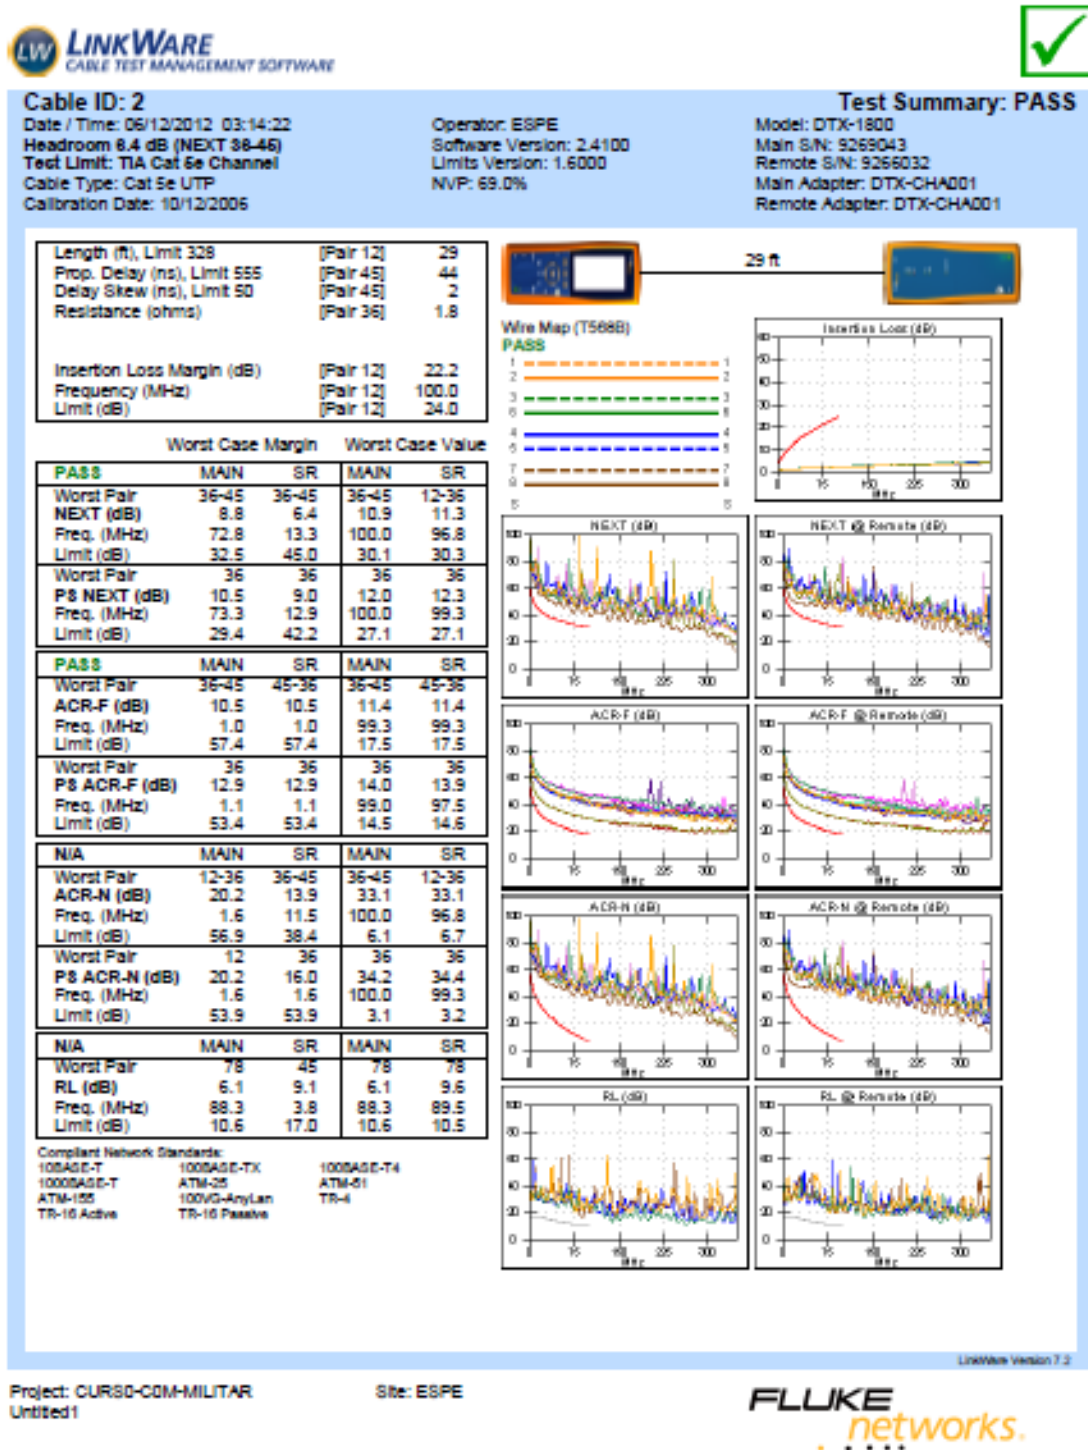 LW LINKWARE
CABLE TEST MANAGEMENT SOFTWARE
Cable ID: 2
Test Summary: PASS
Date / Time: 06/12/2012 03:14:22
Headroom 6.4 dB (NEXT 36-45)
Test Limit: TIA Cat 5e Channel
Cable Type: Cat 5e UTP
Calibration Date: 10/12/2006
Operator: ESPE
Software Version: 2.4100
Limits Version: 1.6000
NVP: 69.0%
Model: DTX-1800
Main S/N: 9269043
Remote S/N: 9266032
Main Adapter: DTX-CHA001
Remote Adapter: DTX-CHA001
Length (ft), Limit 328 [Pair 12] 29
Prop. Delay (ns), Limit 555 [Pair 45] 44
Delay Skew (ns), Limit 50 [Pair 45] 2
Resistance (ohms) [Pair 36] 1.8
Insertion Loss Margin (dB) [Pair 12] 22.2
Frequency (MHz) [Pair 12] 100.0
Limit (dB) [Pair 12] 24.0
Worst Case Margin Worst Case Value
PASS MAIN SR MAIN SR
Worst Pair 36-45 36-45 36-45 12-36
NEXT (dB) 8.8 6.4 10.9 11.3
Freq. (MHz) 72.8 13.3 100.0 96.8
Limit (dB) 32.5 45.0 30.1 30.3
Worst Pair 36 36 36 36
PS NEXT (dB) 10.5 9.0 12.0 12.3
Freq. (MHz) 73.3 12.9 100.0 99.3
Limit (dB) 29.4 42.2 27.1 27.1
PASS MAIN SR MAIN SR
Worst Pair 36-45 45-36 36-45 45-36
ACR-F (dB) 10.5 10.5 11.4 11.4
Freq. (MHz) 1.0 1.0 99.3 99.3
Limit (dB) 57.4 57.4 17.5 17.5
Worst Pair 36 36 36 36
PS ACR-F (dB) 12.9 12.9 14.0 13.9
Freq. (MHz) 1.1 1.1 99.0 97.5
Limit (dB) 53.4 53.4 14.5 14.6
N/A MAIN SR MAIN SR
Worst Pair 12-36 36-45 36-45 12-36
ACR-N (dB) 20.2 13.9 33.1 33.1
Freq. (MHz) 1.6 11.5 100.0 96.8
Limit (dB) 56.9 38.4 6.1 6.7
Worst Pair 12 36 36 36
PS ACR-N (dB) 20.2 16.0 34.2 34.4
Freq. (MHz) 1.6 1.6 100.0 99.3
Limit (dB) 53.9 53.9 3.1 3.2
N/A MAIN SR MAIN SR
Worst Pair 78 45 78 78
RL (dB) 6.1 9.1 6.1 9.6
Freq. (MHz) 88.3 3.8 88.3 89.5
Limit (dB) 10.6 17.0 10.6 10.5
Compliant Network Standards:
10BASE-T 100BASE-TX 100BASE-T4
1000BASE-T ATM-25 ATM-51
ATM-155 100VG-AnyLan TR-4
TR-16 Active TR-16 Passive
29 ft
Wire Map (T568B)
PASS
1 1
2 2
3 3
6 6
4 4
5 5
7 7
8 8
S S
Insertion Loss (dB)
NEXT (dB)
NEXT @ Remote (dB)
ACR-F (dB)
ACR-F @ Remote (dB)
ACR-N (dB)
ACR-N @ Remote (dB)
RL (dB)
RL @ Remote (dB)
LinkWare Version 7.2
Project: CURSO-COM-MILITAR
Site: ESPE
Untitled1
FLUKE
networks.